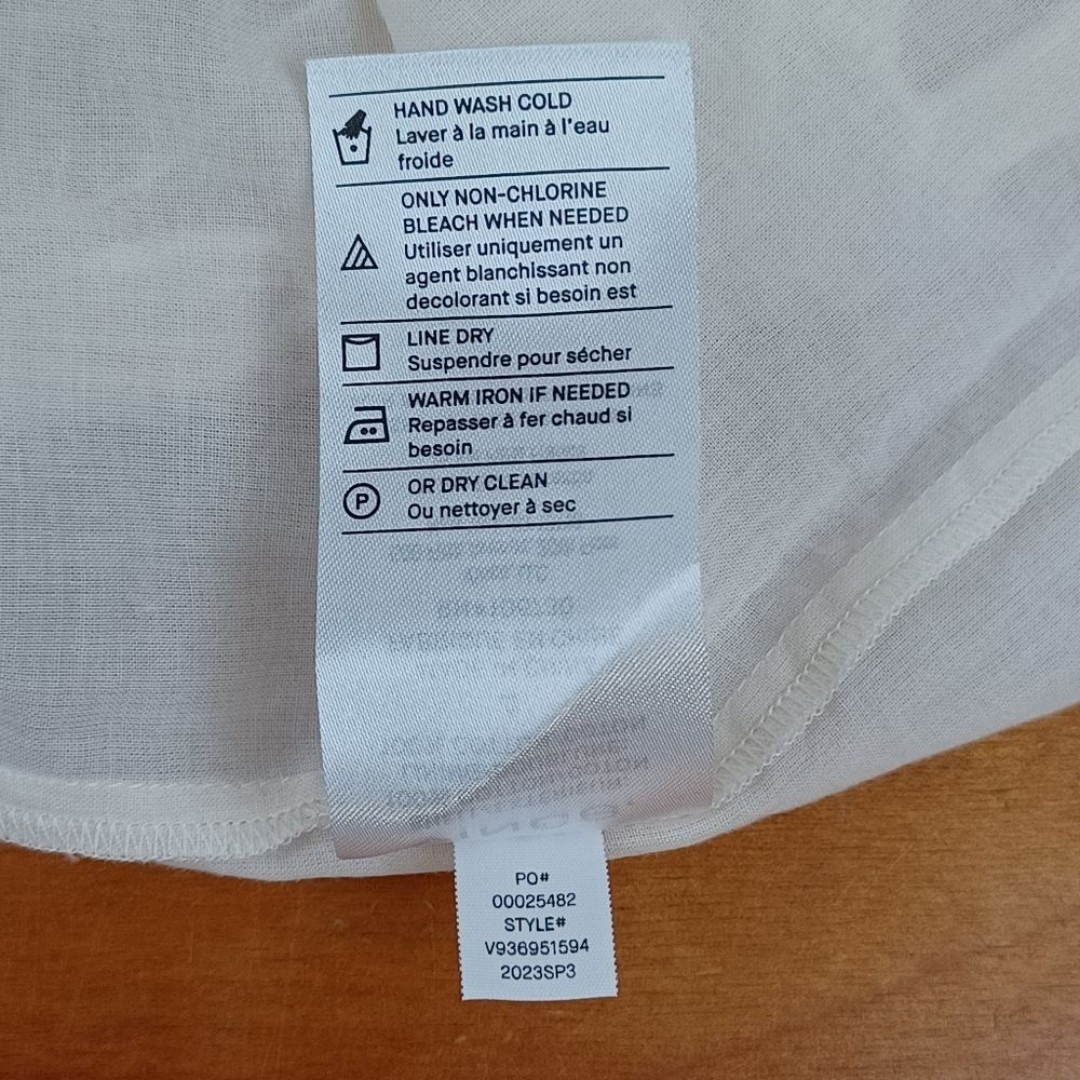 HAND WASH COLD
Laver à la main à l'eau
froide
ONLY NON-CHLORINE
BLEACH WHEN NEEDED
Utiliser uniquement un
agent blanchissant non
decolorant si besoin est
LINE DRY
Suspendre pour sécher
WARM IRON IF NEEDED
Repasser à fer chaud si
besoin
P
OR DRY CLEAN
Ou nettoyer à sec
PO#
00025482
STYLE#
V936951594
2023SP3